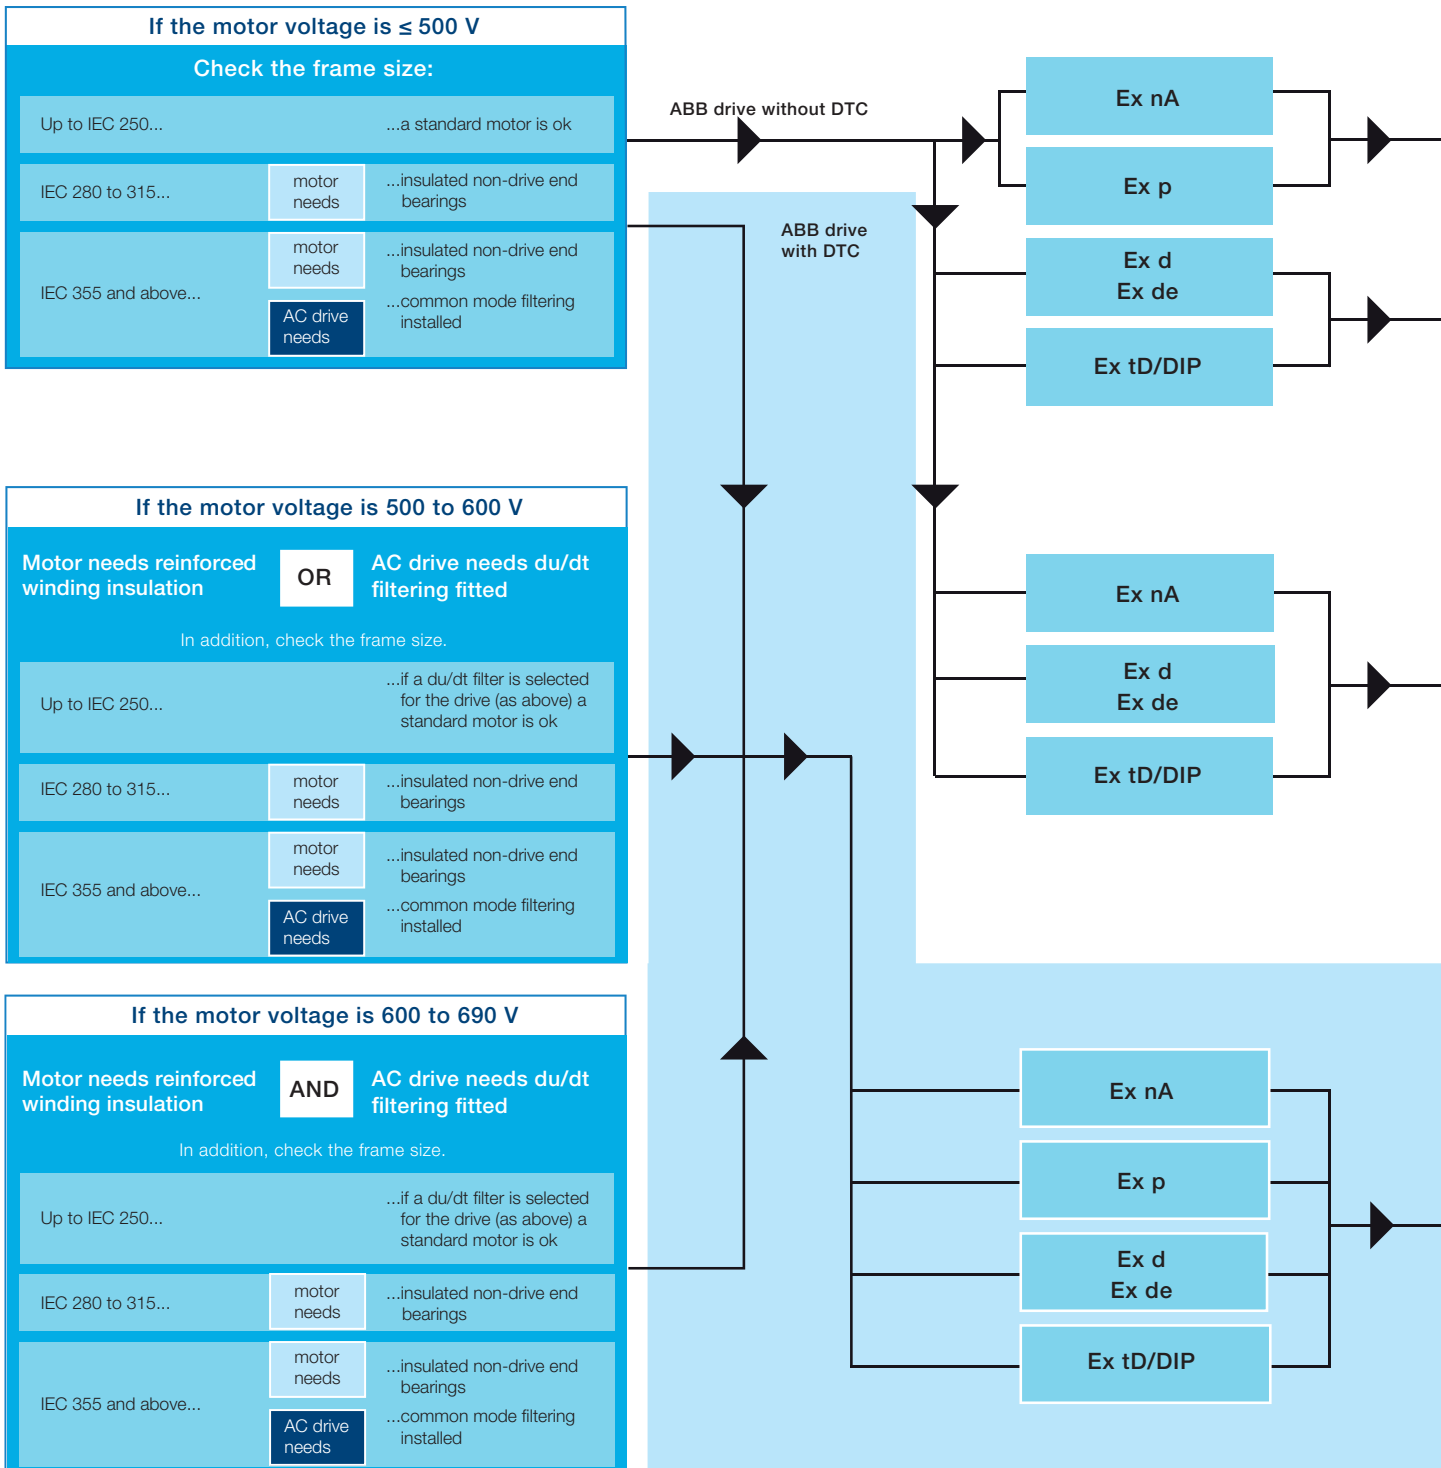 If the motor voltage is ≤ 500 V
Check the frame size:
Up to IEC 250...
...a standard motor is ok
IEC 280 to 315...
motor
needs
...insulated non-drive end
bearings
IEC 355 and above...
motor
needs
...insulated non-drive end
bearings
AC drive
needs
...common mode filtering
installed
ABB drive without DTC
ABB drive
with DTC
Ex nA
Ex p
Ex d
Ex de
Ex tD/DIP
If the motor voltage is 500 to 600 V
Motor needs reinforced
winding insulation
OR
AC drive needs du/dt
filtering fitted
In addition, check the frame size.
Up to IEC 250...
...if a du/dt filter is selected
for the drive (as above) a
standard motor is ok
IEC 280 to 315...
motor
needs
...insulated non-drive end
bearings
IEC 355 and above...
motor
needs
...insulated non-drive end
bearings
AC drive
needs
...common mode filtering
installed
Ex nA
Ex d
Ex de
Ex tD/DIP
If the motor voltage is 600 to 690 V
Motor needs reinforced
winding insulation
AND
AC drive needs du/dt
filtering fitted
In addition, check the frame size.
Up to IEC 250...
...if a du/dt filter is selected
for the drive (as above) a
standard motor is ok
IEC 280 to 315...
motor
needs
...insulated non-drive end
bearings
IEC 355 and above...
motor
needs
...insulated non-drive end
bearings
AC drive
needs
...common mode filtering
installed
Ex nA
Ex p
Ex d
Ex de
Ex tD/DIP